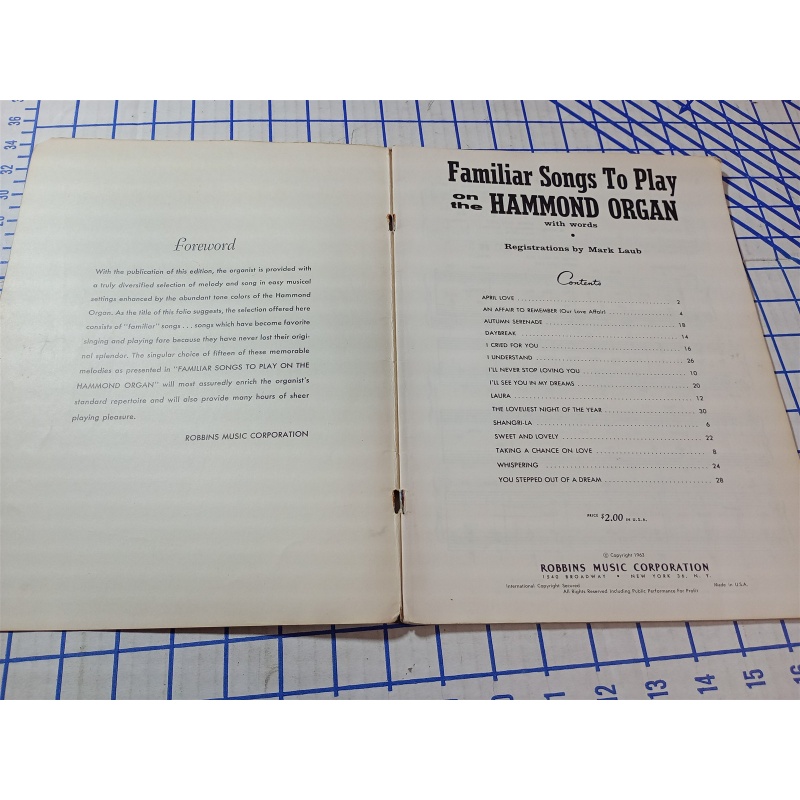 Foreword
With the publication of this edition, the organist is provided with
a truly diversified selection of melody and song in easy musical
settings enhanced by the abundant tone colors of the Hammond
Organ. As the title of this folio suggests, the selection offered here
consists of "familiar" songs . . . songs which have become favorite
singing and playing fare because they have never lost their origi-
nal splendor. The singular choice of fifteen of these memorable
melodies as presented in "FAMILIAR SONGS TO PLAY ON THE
HAMMOND ORGAN" will most assuredly enrich the organist's
standard repertoire and will also provide many hours of sheer
playing pleasure.
ROBBINS MUSIC CORPORATION
Familiar Songs To Play
on the HAMMOND ORGAN
with words
Registrations by Mark Laub
Contents
APRIL LOVE 2
AN AFFAIR TO REMEMBER (Our Love Affair) 4
AUTUMN SERENADE 18
DAYBREAK 14
I CRIED FOR YOU 16
I UNDERSTAND 26
I'LL NEVER STOP LOVING YOU 10
I'LL SEE YOU IN MY DREAMS 20
LAURA 12
THE LOVELIEST NIGHT OF THE YEAR 30
SHANGRI-LA 6
SWEET AND LOVELY 22
TAKING A CHANCE ON LOVE 8
WHISPERING 24
YOU STEPPED OUT OF A DREAM 28
PRICE $2.00 IN U.S.A.
© Copyright 1963
ROBBINS MUSIC CORPORATION
1540 BROADWAY • NEW YORK 36, N. Y.
International Copyright Secured Made in U.S.A.
All Rights Reserved Including Public Performance For Profit
36
34
32
30
12
13
14
15
16